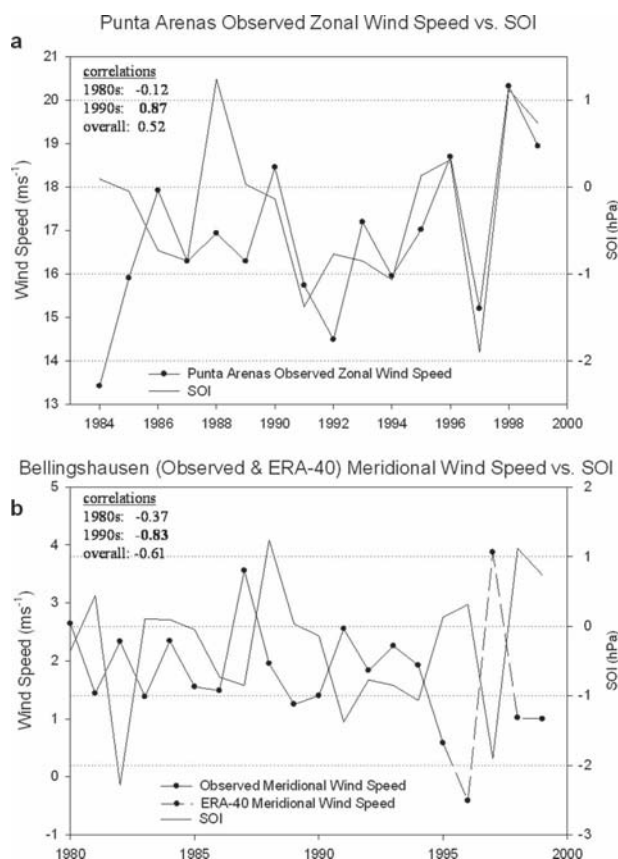 Punta Arenas Observed Zonal Wind Speed vs. SOI
a
correlations
1980s: -0.12
1990s: 0.87
overall: 0.52
Wind Speed (ms-1)
20
19
18
17
16
15
14
13
1
0
-1
-2
SOI (hPa)
Punta Arenas Observed Zonal Wind Speed
SOI
1984 1986 1988 1990 1992 1994 1996 1998 2000
Bellingshausen (Observed & ERA-40) Meridional Wind Speed vs. SOI
b
correlations
1980s: -0.37
1990s: -0.83
overall: -0.61
Wind Speed (ms-1)
5
4
3
2
1
0
-1
2
1
0
-1
-2
-3
SOI (hPa)
Observed Meridional Wind Speed
ERA-40 Meridional Wind Speed
SOI
1980 1985 1990 1995 2000